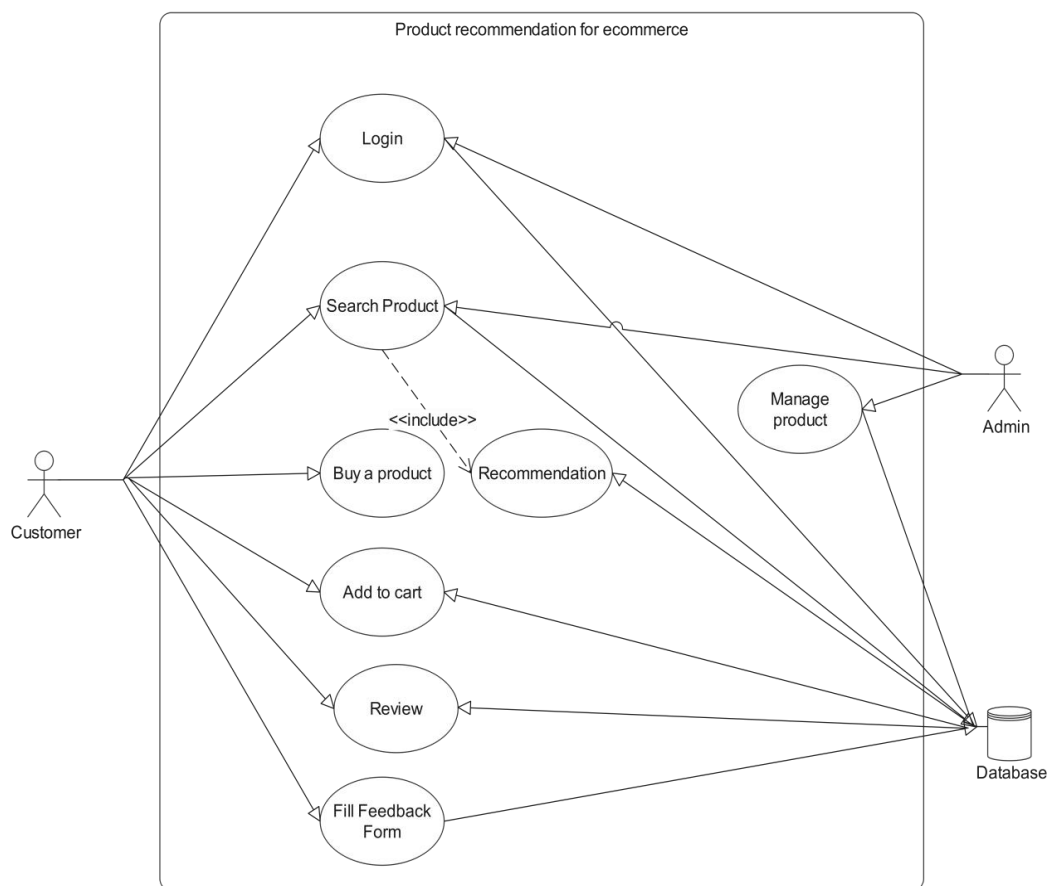 Product recommendation for ecommerce
Login
Search Product
Manage
product
Admin
<<include>>
Buy a product
Recommendation
Customer
Add to cart
Review
Database
Fill Feedback
Form